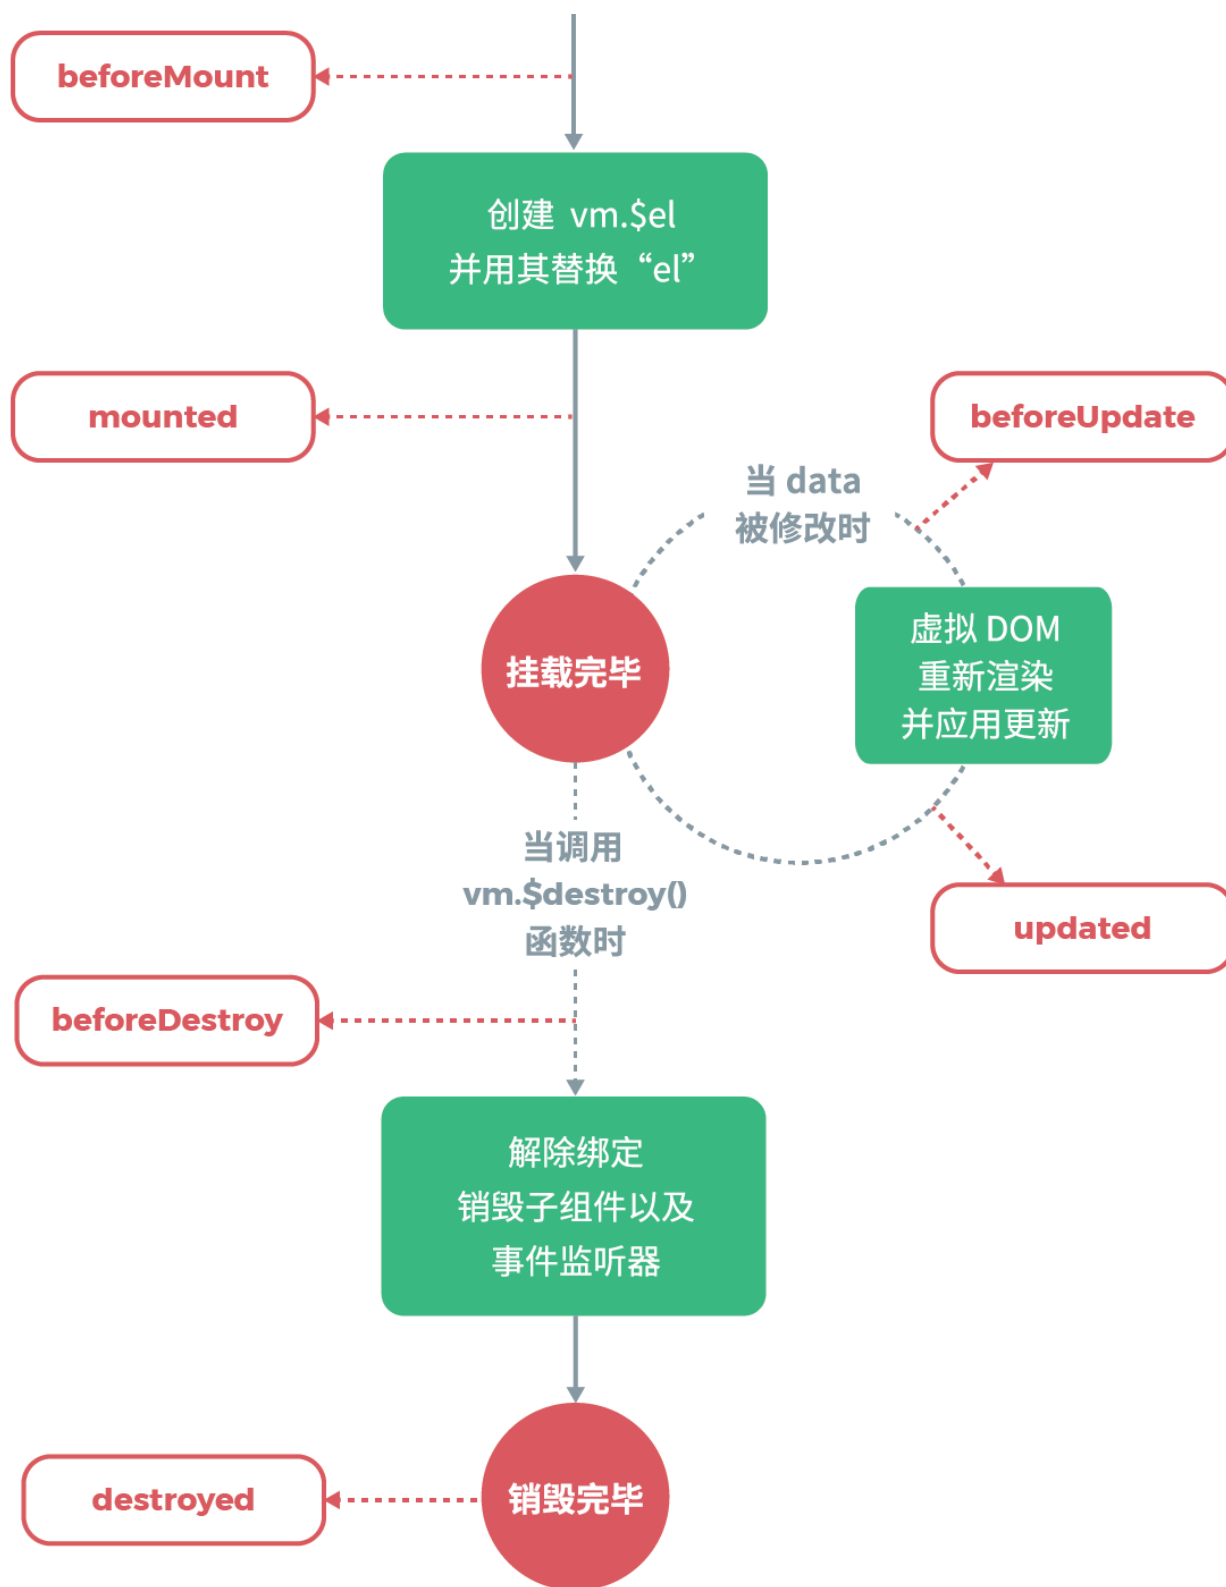 beforeMount
创建 vm.$el
并用其替换“el”
mounted
beforeUpdate
当 data
被修改时
挂载完毕
虚拟 DOM
重新渲染
并应用更新
当调用
vm.$destroy()
函数时
updated
beforeDestroy
解除绑定
销毁子组件以及
事件监听器
destroyed
销毁完毕